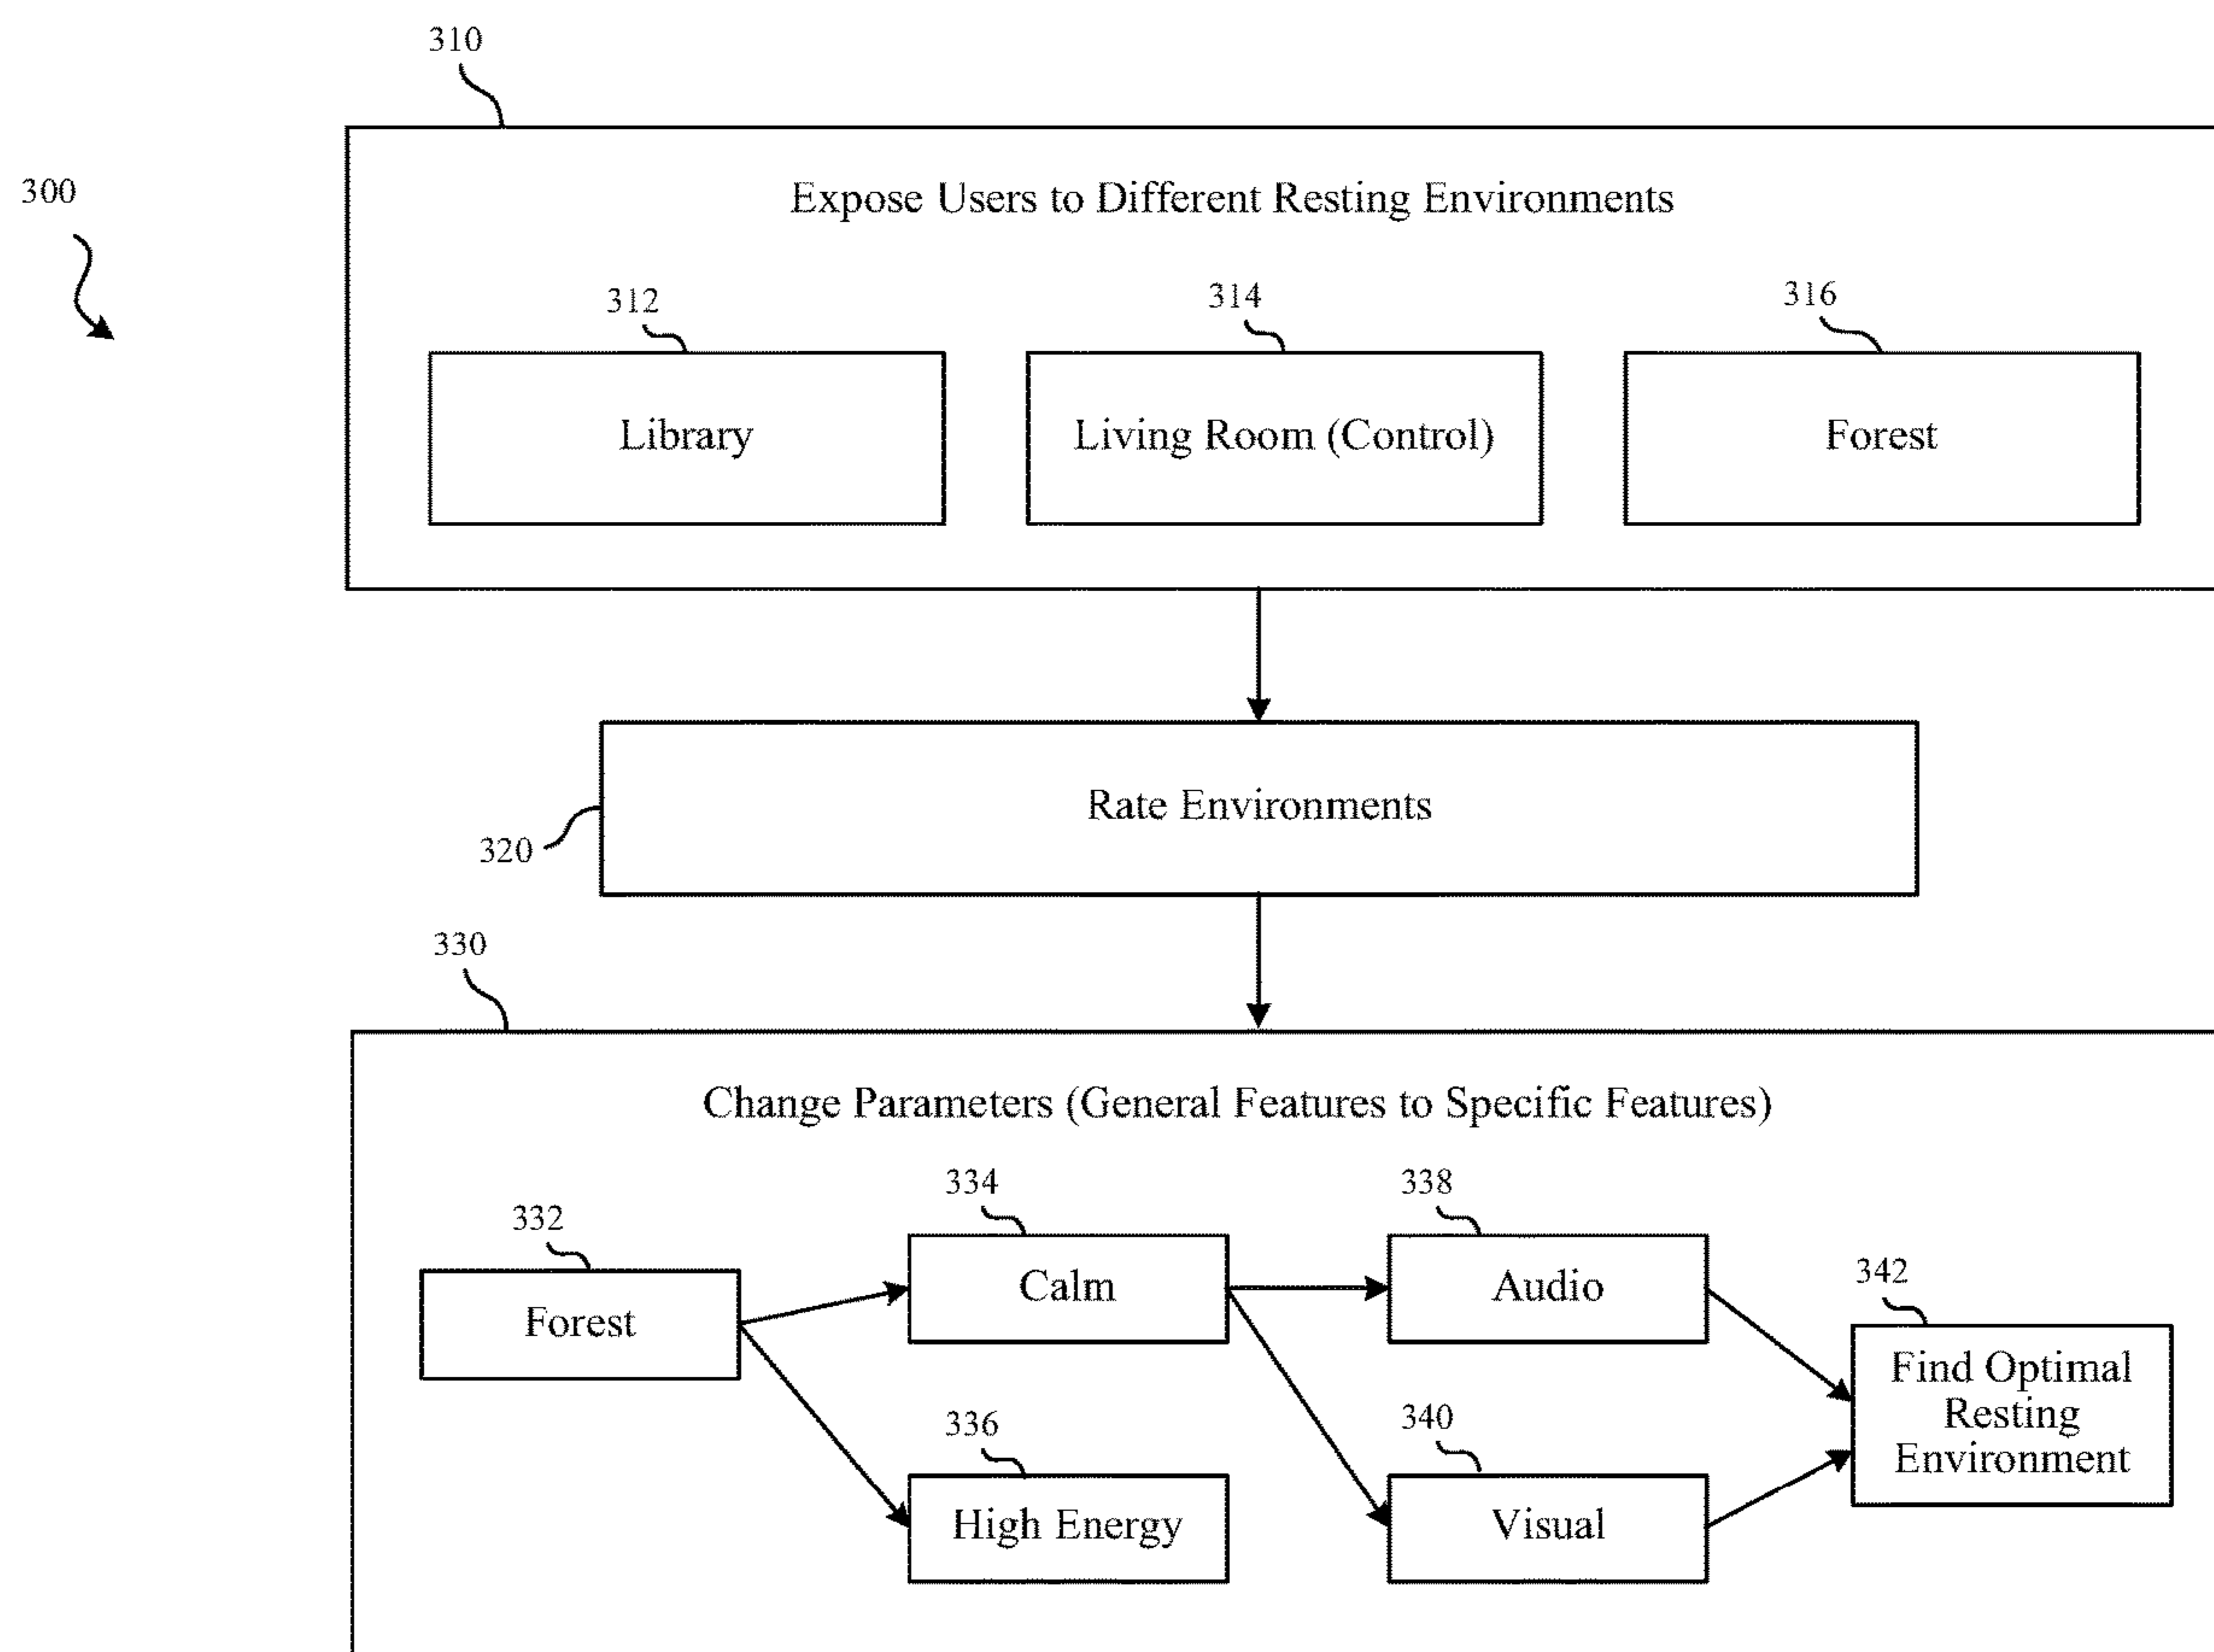 310
300
Expose Users to Different Resting Environments
312
314
316
Library
Living Room (Control)
Forest
Rate Environments
320
330
Change Parameters (General Features to Specific Features)
334
338
332
342
Calm
Audio
Forest
Find Optimal
Resting
Environment
336
340
High Energy
Visual